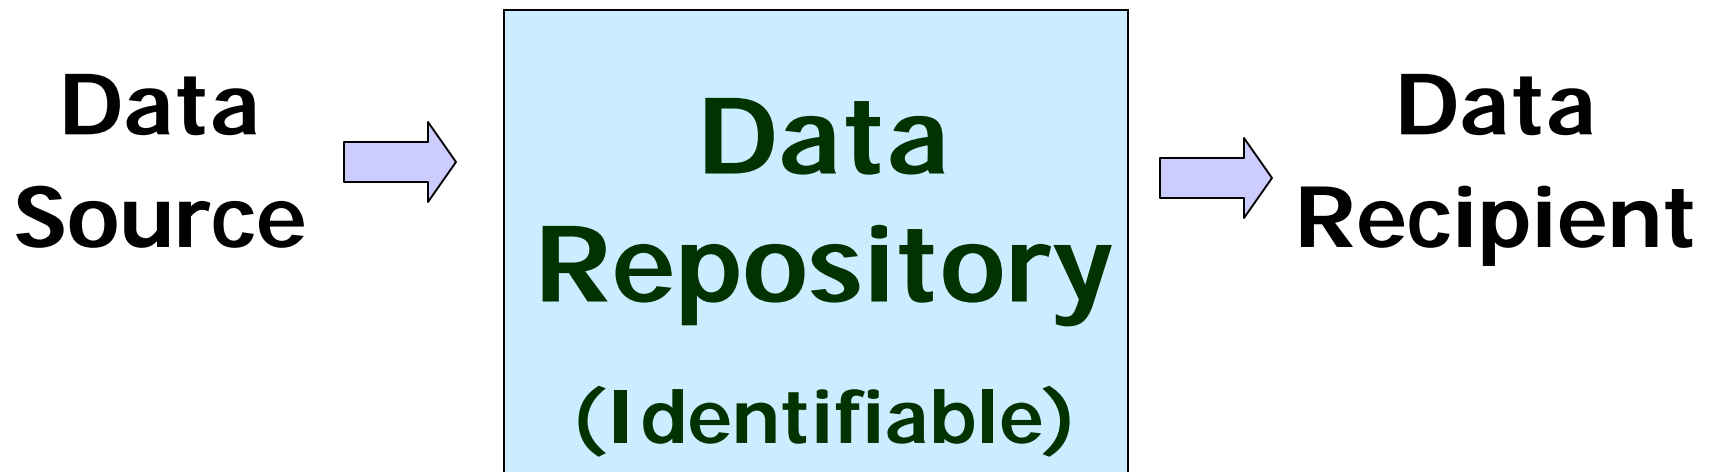 Data
Source
Data
Repository
(Identifiable)
Data
Recipient